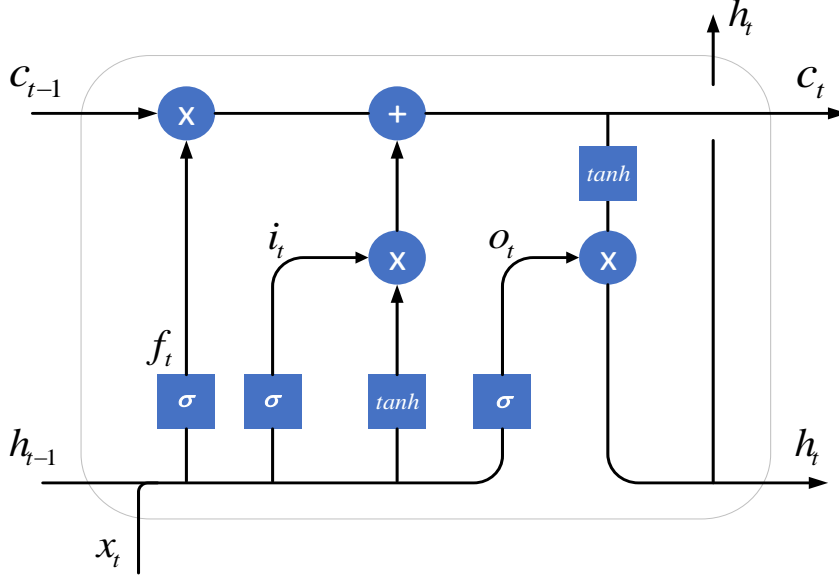 h_t
c_{t-1}
c_t
x
+
tanh
i_t
o_t
x
x
f_t
σ
σ
tanh
σ
h_{t-1}
h_t
x_t